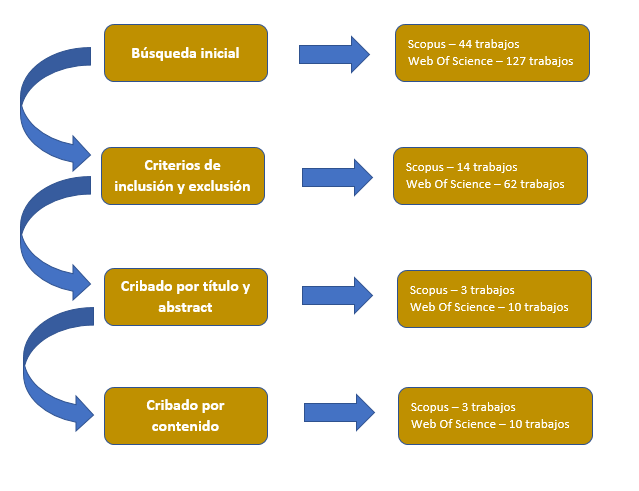 Búsqueda inicial
Scopus – 44 trabajos
Web Of Science – 127 trabajos
Criterios de
inclusión y exclusión
Scopus – 14 trabajos
Web Of Science – 62 trabajos
Cribado por título y
abstract
Scopus – 3 trabajos
Web Of Science – 10 trabajos
Cribado por
contenido
Scopus – 3 trabajos
Web Of Science – 10 trabajos